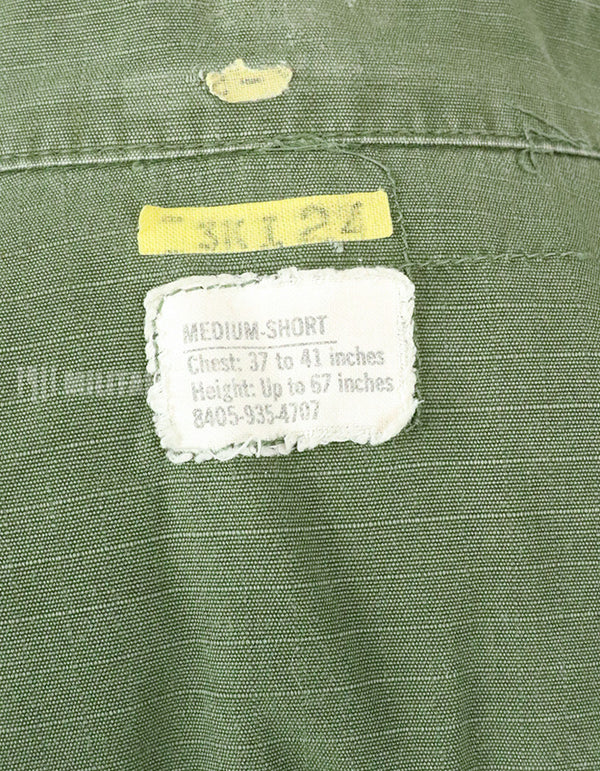 3K124
MEDIUM-SHORT
Chest: 37 to 41 inches
Height: Up to 67 inches
8405-935-4707